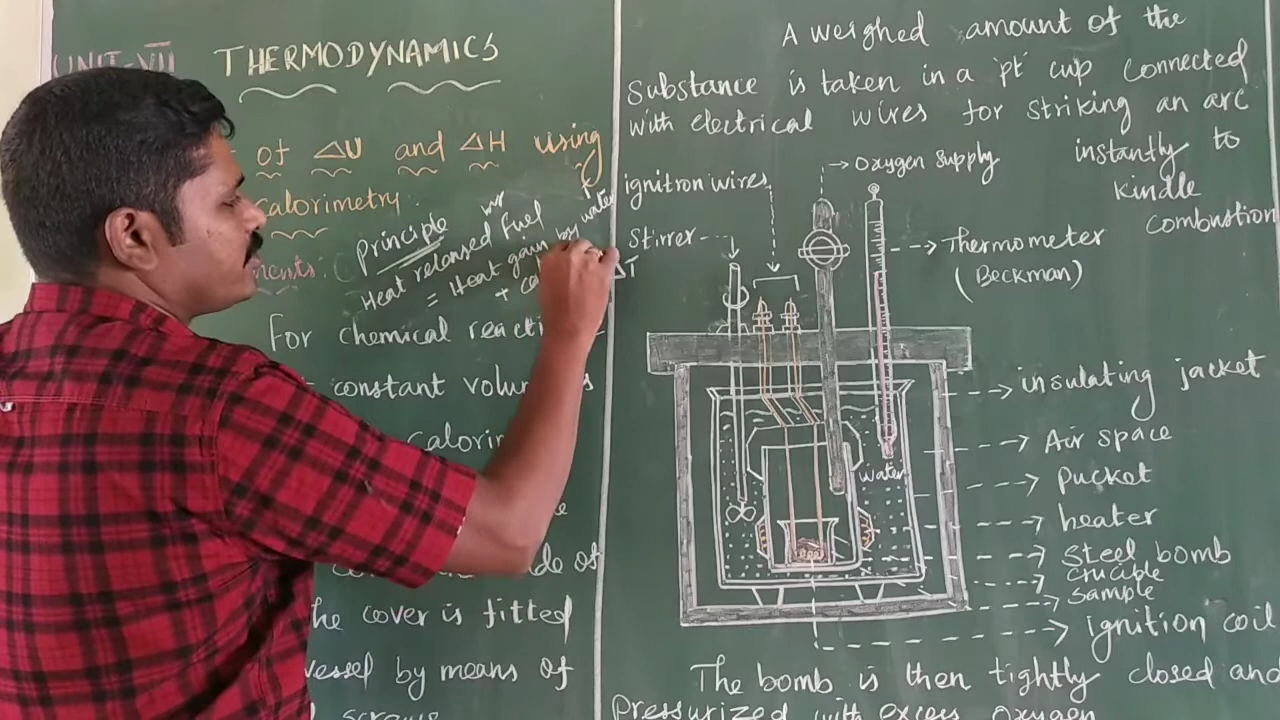 UNIT-VII THERMODYNAMICS
of ΔU and ΔH using
calorimetry:
Principle
Heat released Fuel
= Heat gain by water
+ ΔT
For chemical reacti
constant volum s
calorim
de of
he cover is fitted
vessel by means of
screws
A weighed amount of the
Substance is taken in a 'pt' cup connected
with electrical wires for striking an arc
instantly to
kindle
combustion
Oxygen supply
ignitron wires
Stirrer
Thermometer
(Beckman)
insulating jacket
Air space
Pucket
water
heater
Steel bomb
crucible
sample
ignition coil
The bomb is then tightly closed and
Pressurized with excess oxygen